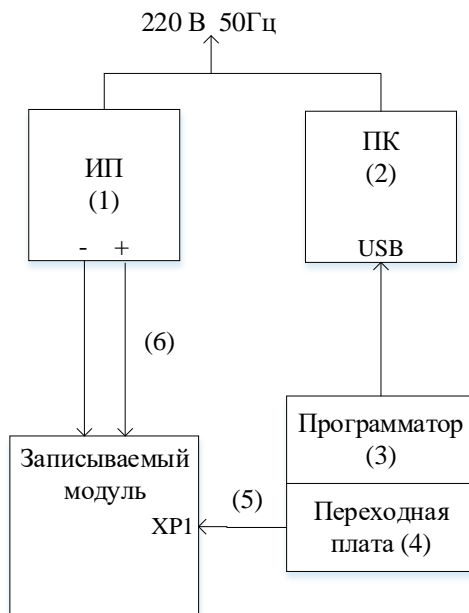 220 В 50Гц
ИП
(1)
- +
ПК
(2)
USB
(6)
Программатор
(3)
Переходная
плата (4)
Записываемый
модуль
XP1
(5)